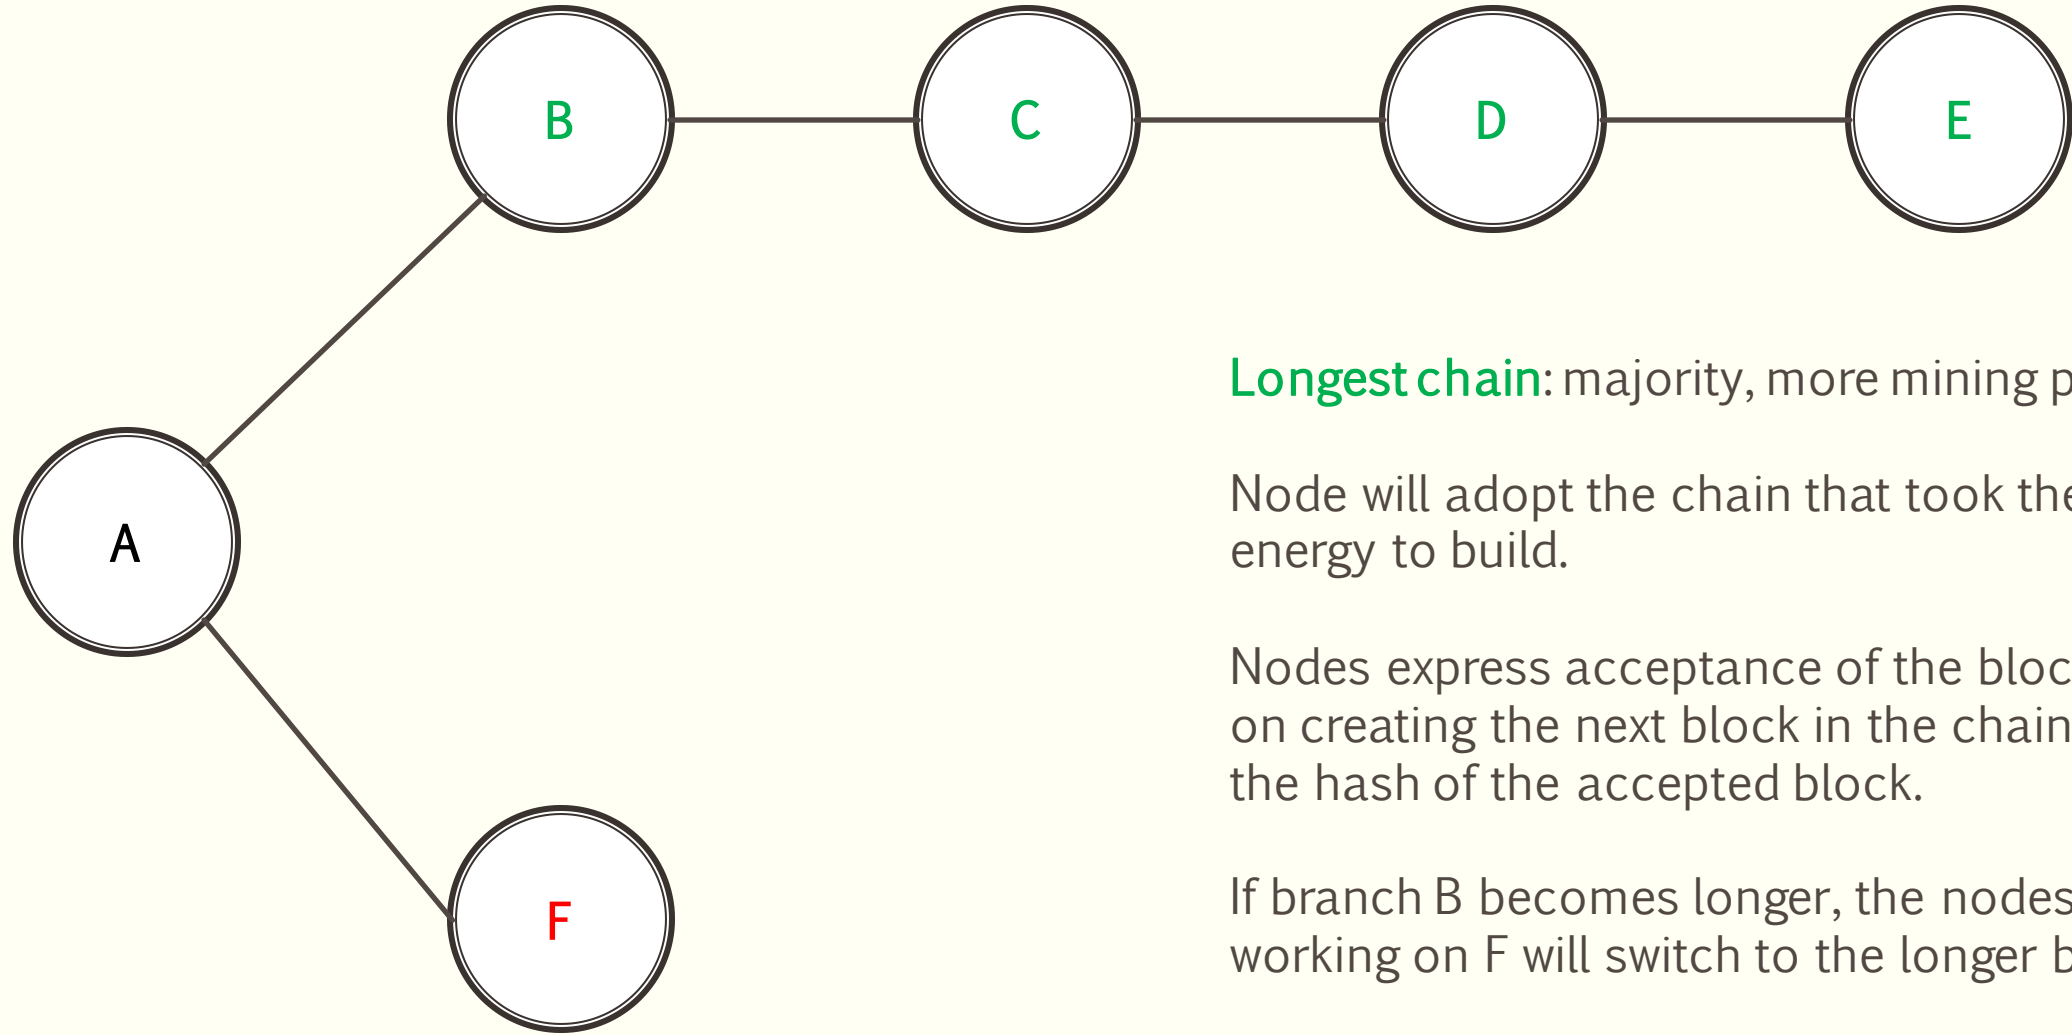 B
C
D
E
A
F
Longest chain: majority, more mining
Node will adopt the chain that took the
energy to build.
Nodes express acceptance of the
on creating the next block in the chain
the hash of the accepted block.
If branch B becomes longer, the nodes
working on F will switch to the longer